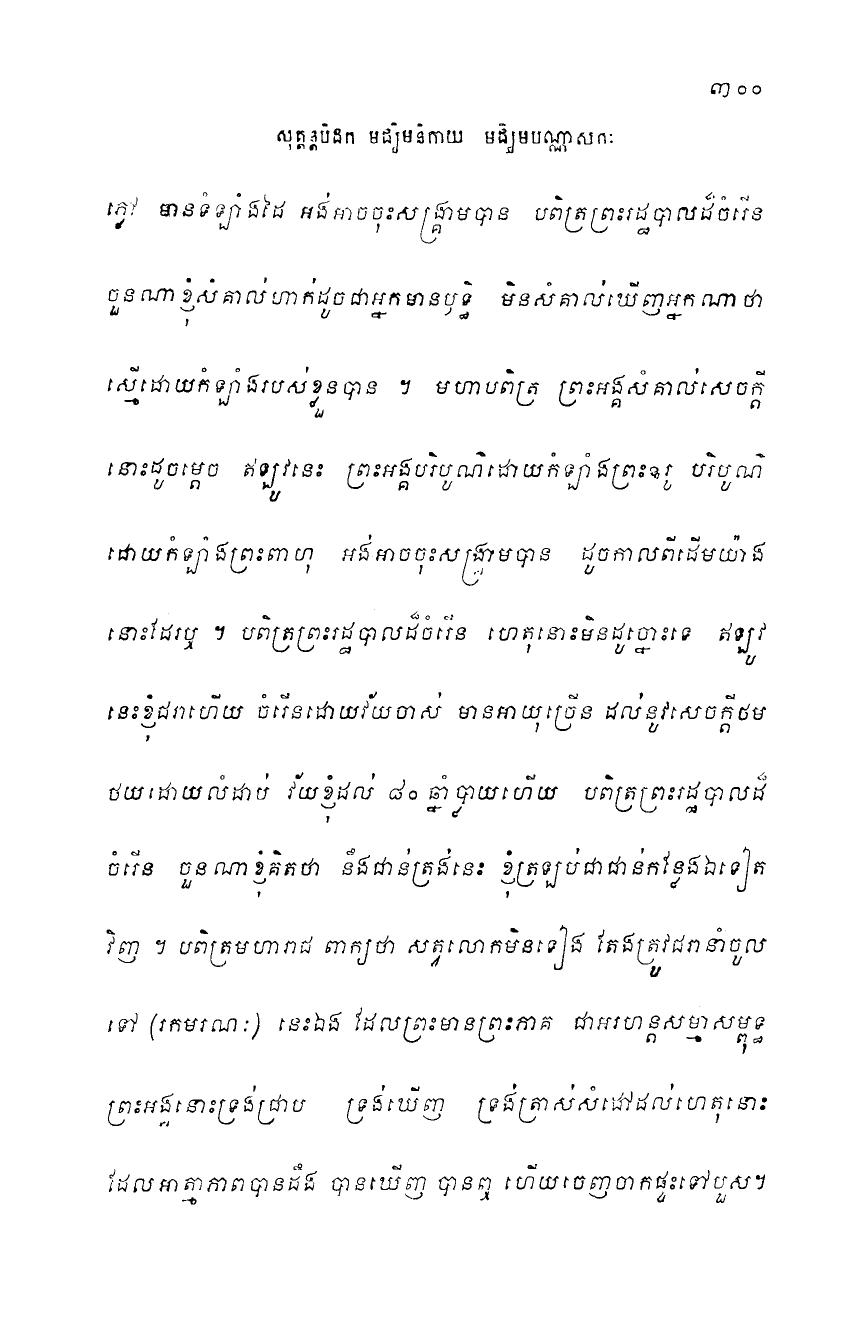 ៣០០
សុត្តន្តបិដក មជ្ឈិមនិកាយ មជ្ឈិមបណ្ណាសកៈ
ភ្លៅ មានទំឡាំងដៃ អង់អាចចុះសង្គ្រាមបាន បពិត្រព្រះរដ្ឋបាលដ៏ចំរើន
ចួនណាខ្ញុំសំគាល់ហាក់ដូចជាអ្នកមានឫទ្ធិ មិនសំគាល់ឃើញអ្នកណាថា
ស្មើដោយកំឡាំងរបស់ខ្លួនបាន ។ មហាបពិត្រ ព្រះអង្គសំគាល់សេចក្តី
នោះដូចម្តេច ឥឡូវនេះ ព្រះអង្គបរិបូណ៌ដោយកំឡាំងព្រះឧរូ បរិបូណ៌
ដោយកំឡាំងព្រះពាហុ អង់អាចចុះសង្គ្រាមបាន ដូចកាលពីដើមយ៉ាង
នោះដែរឬ ។ បពិត្រព្រះរដ្ឋបាលដ៏ចំរើន ហេតុនោះមិនដូច្នោះទេ ឥឡូវ
នេះខ្ញុំជរាហើយ ចំរើនដោយវ័យចាស់ មានអាយុច្រើន ដល់នូវសេចក្តីថម
ថយដោយលំដាប់ វ័យខ្ញុំដល់ ៨០ ឆ្នាំ ប្លាយហើយ បពិត្រព្រះរដ្ឋបាលដ៏
ចំរើន ចួនណាខ្ញុំគិតថា នឹងជាន់ត្រង់នេះ ខ្ញុំត្រឡប់ជាជាន់កន្លែងឯទៀត
វិញ ។ បពិត្រមហារាជ ពាក្យថា សត្វលោកមិនទៀង តែងត្រូវជរានាំចូល
ទៅ (រកមរណៈ) នេះឯង ដែលព្រះមានព្រះភាគ ជាអរហន្តសម្មាសម្ពុទ្ធ
ព្រះអង្គនោះទ្រង់ជ្រាប ទ្រង់ឃើញ ទ្រង់ត្រាស់សំដៅដល់ហេតុនោះ
ដែលអាត្មាភាពបានដឹង បានឃើញ បានឮ ហើយចេញចាកផ្ទះទៅបួស។